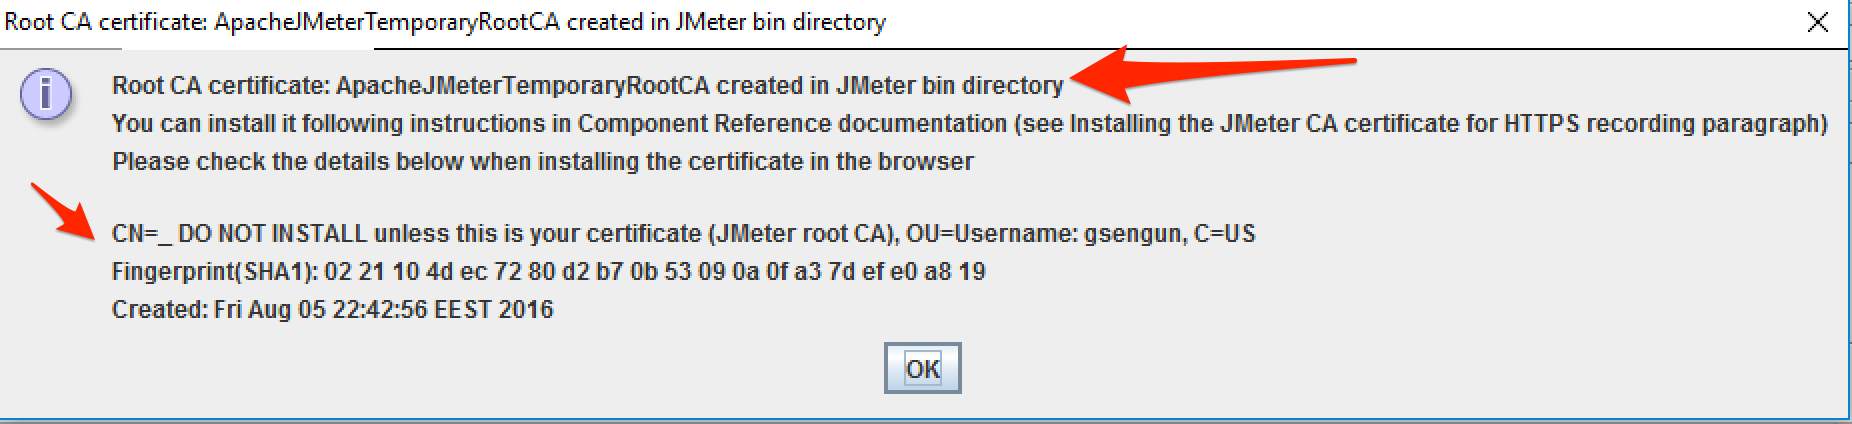 Root CA certificate: ApacheJMeterTemporaryRootCA created in JMeter bin directory
Root CA certificate: ApacheJMeterTemporaryRootCA created in JMeter bin directory
You can install it following instructions in Component Reference documentation (see Installing the JMeter CA certificate for HTTPS recording paragraph)
Please check the details below when installing the certificate in the browser
CN=_ DO NOT INSTALL unless this is your certificate (JMeter root CA), OU=Username: gsengun, C=US
Fingerprint(SHA1): 02 21 10 4d ec 72 80 d2 b7 0b 53 09 0a 0f a3 7d ef e0 a8 19
Created: Fri Aug 05 22:42:56 EEST 2016
OK